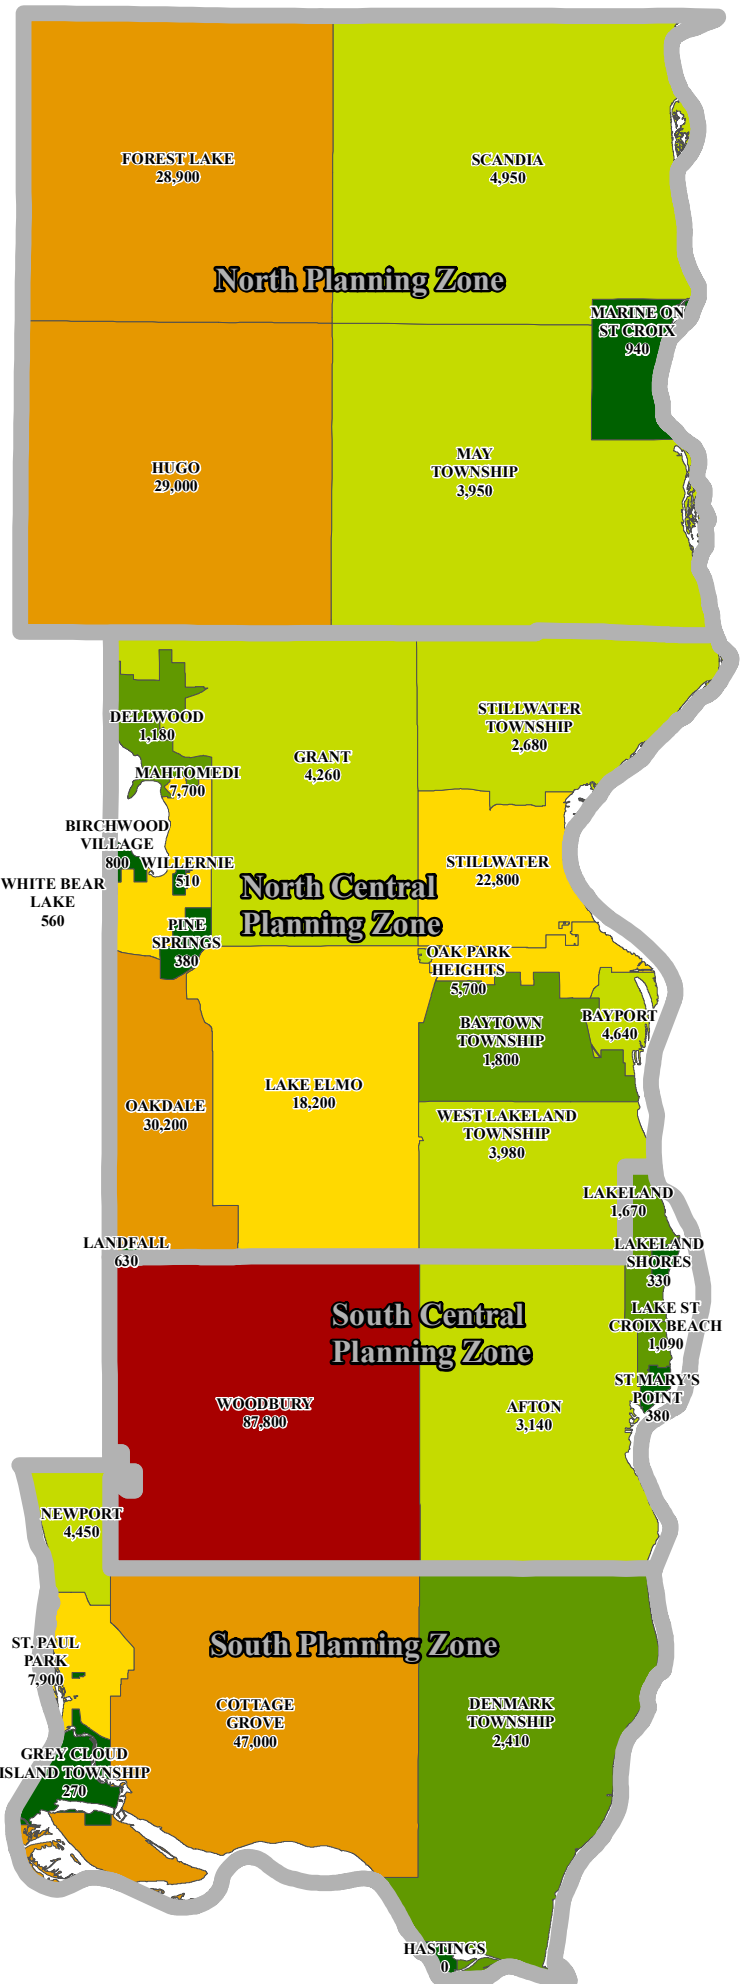 FOREST LAKE
28,900
SCANDIA
4,950
North Planning Zone
MARINE ON
ST CROIX
940
HUGO
29,000
MAY
TOWNSHIP
3,950
DELLWOOD
1,180
STILLWATER
TOWNSHIP
2,680
GRANT
4,260
MAHTOMEDI
7,700
BIRCHWOOD
VILLAGE
800
WILLERNIE
510
STILLWATER
22,800
WHITE BEAR
LAKE
560
North Central
Planning Zone
PINE
SPRINGS
380
OAK PARK
HEIGHTS
5,700
BAYTOWN
TOWNSHIP
1,800
BAYPORT
4,640
LAKE ELMO
18,200
OAKDALE
30,200
WEST LAKELAND
TOWNSHIP
3,980
LAKELAND
1,670
LANDFALL
630
LAKELAND
SHORES
330
South Central
Planning Zone
LAKE ST
CROIX BEACH
1,090
ST MARY'S
POINT
380
WOODBURY
87,800
AFTON
3,140
NEWPORT
4,450
ST. PAUL
PARK
7,900
South Planning Zone
COTTAGE
GROVE
47,000
DENMARK
TOWNSHIP
2,410
GREY CLOUD
ISLAND TOWNSHIP
270
HASTINGS
0